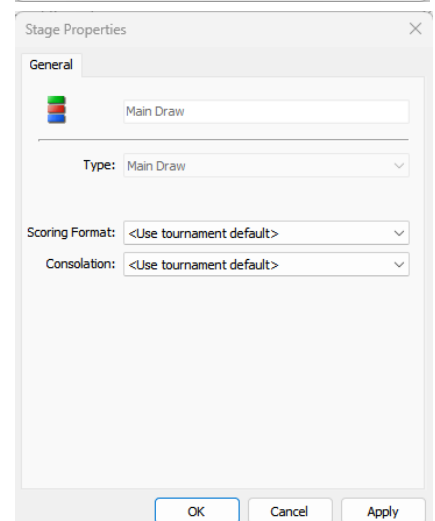 Stage Properties
General
Main Draw
Type: Main Draw
Scoring Format: <Use tournament default>
Consolation: <Use tournament default>
OK Cancel Apply